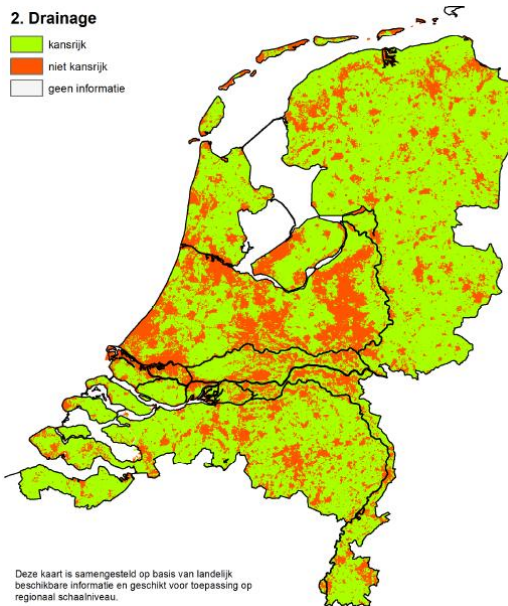 2. Drainage
kansrijk
niet kansrijk
geen informatie
Deze kaart is samengesteld op basis van landelijk
beschikbare informatie en geschikt voor toepassing op
regionaal schaalniveau.